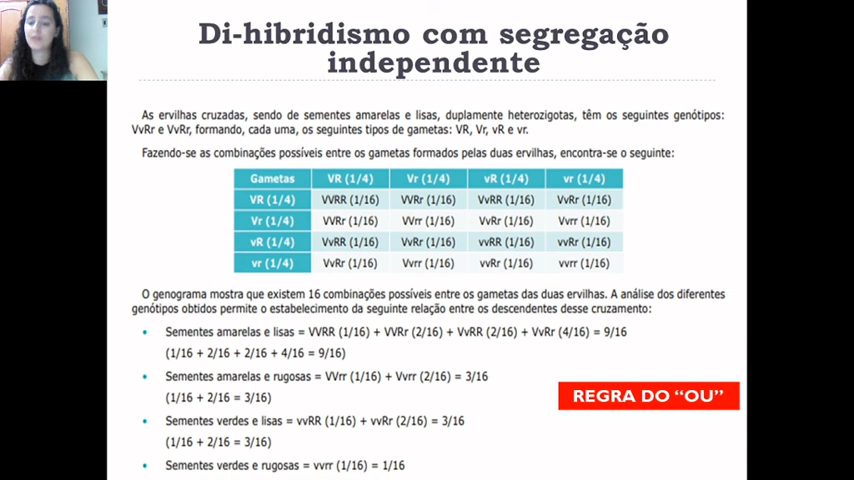 Di-hibridismo com segregação
independente
As ervilhas cruzadas, sendo de sementes amarelas e lisas, duplamente heterozigotas, têm os seguintes genótipos:
VvRr e VvRr, formando, cada uma, os seguintes tipos de gametas: VR, Vr, vR e vr.
Fazendo-se as combinações possíveis entre os gametas formados pelas duas ervilhas, encontra-se o seguinte:
Gametas VR (1/4) Vr (1/4) vR (1/4) vr (1/4)
VR (1/4) VVRR (1/16) VVRr (1/16) VvRR (1/16) VvRr (1/16)
Vr (1/4) VVRr (1/16) VVrr (1/16) VvRr (1/16) Vvrr (1/16)
vR (1/4) VvRR (1/16) VvRr (1/16) vvRR (1/16) vvRr (1/16)
vr (1/4) VvRr (1/16) Vvrr (1/16) vvRr (1/16) vvrr (1/16)
O genograma mostra que existem 16 combinações possíveis entre os gametas das duas ervilhas. A análise dos diferentes
genótipos obtidos permite o estabelecimento da seguinte relação entre os descendentes desse cruzamento:
• Sementes amarelas e lisas = VVRR (1/16) + VVRr (2/16) + VvRR (2/16) + VvRr (4/16) = 9/16
(1/16 + 2/16 + 2/16 + 4/16 = 9/16)
• Sementes amarelas e rugosas = VVrr (1/16) + Vvrr (2/16) = 3/16
(1/16 + 2/16 = 3/16)
REGRA DO “OU”
• Sementes verdes e lisas = vvRR (1/16) + vvRr (2/16) = 3/16
(1/16 + 2/16 = 3/16)
• Sementes verdes e rugosas = vvrr (1/16) = 1/16